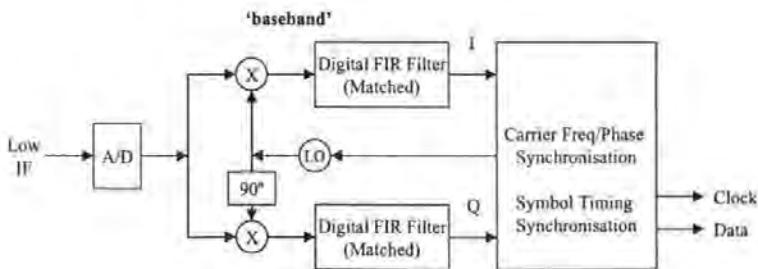 'baseband'
I
Digital FIR Filter
(Matched)
X
Low
IF
A/D
LO
90º
Carrier Freq/Phase
Synchronisation
Symbol Timing
Synchronisation
Clock
Data
X
Digital FIR Filter
(Matched)
Q